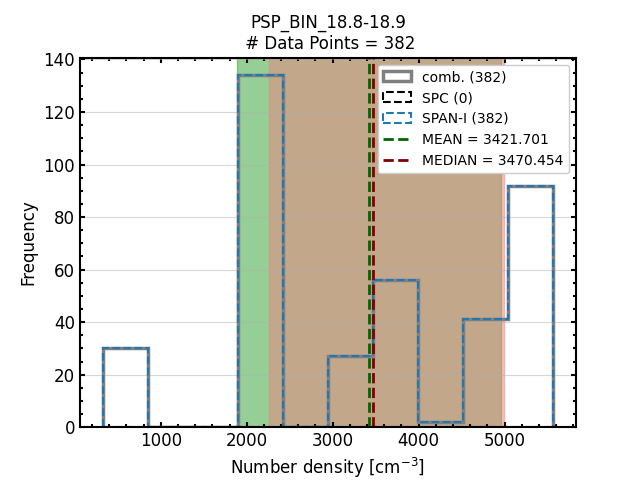 PSP_BIN_18.8-18.9
# Data Points = 382
140
120
100
80
60
40
20
0
Frequency
comb. (382)
SPC (0)
SPAN-I (382)
MEAN = 3421.701
MEDIAN = 3470.454
1000 2000 3000 4000 5000
Number density [cm⁻³]